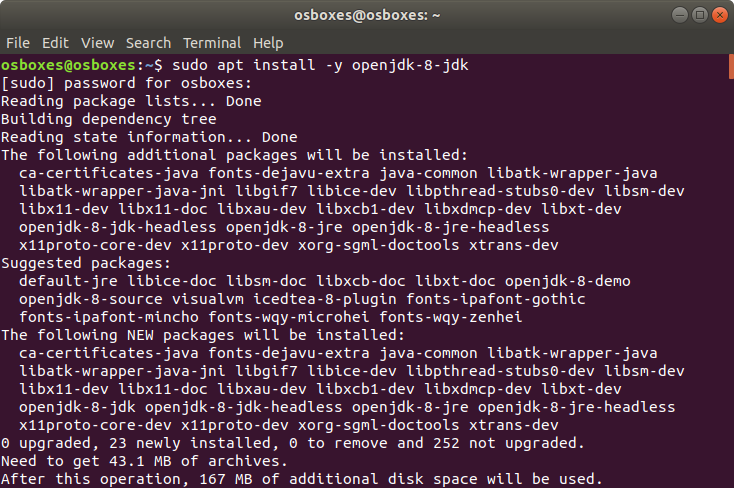 osboxes@osboxes: ~
File Edit View Search Terminal Help
osboxes@osboxes:~$ sudo apt install -y openjdk-8-jdk
[sudo] password for osboxes:
Reading package lists... Done
Building dependency tree
Reading state information... Done
The following additional packages will be installed:
  ca-certificates-java fonts-dejavu-extra java-common libatk-wrapper-java
  libatk-wrapper-java-jni libgif7 libice-dev libpthread-stubs0-dev libsm-dev
  libx11-dev libx11-doc libxau-dev libxcb1-dev libxdmcp-dev libxt-dev
  openjdk-8-jdk-headless openjdk-8-jre openjdk-8-jre-headless
  x11proto-core-dev x11proto-dev xorg-sgml-doctools xtrans-dev
Suggested packages:
  default-jre libice-doc libsm-doc libxcb-doc libxt-doc openjdk-8-demo
  openjdk-8-source visualvm icedtea-8-plugin fonts-ipafont-gothic
  fonts-ipafont-mincho fonts-wqy-microhei fonts-wqy-zenhei
The following NEW packages will be installed:
  ca-certificates-java fonts-dejavu-extra java-common libatk-wrapper-java
  libatk-wrapper-java-jni libgif7 libice-dev libpthread-stubs0-dev libsm-dev
  libx11-dev libx11-doc libxau-dev libxcb1-dev libxdmcp-dev libxt-dev
  openjdk-8-jdk openjdk-8-jdk-headless openjdk-8-jre openjdk-8-jre-headless
  x11proto-core-dev x11proto-dev xorg-sgml-doctools xtrans-dev
0 upgraded, 23 newly installed, 0 to remove and 252 not upgraded.
Need to get 43.1 MB of archives.
After this operation, 167 MB of additional disk space will be used.